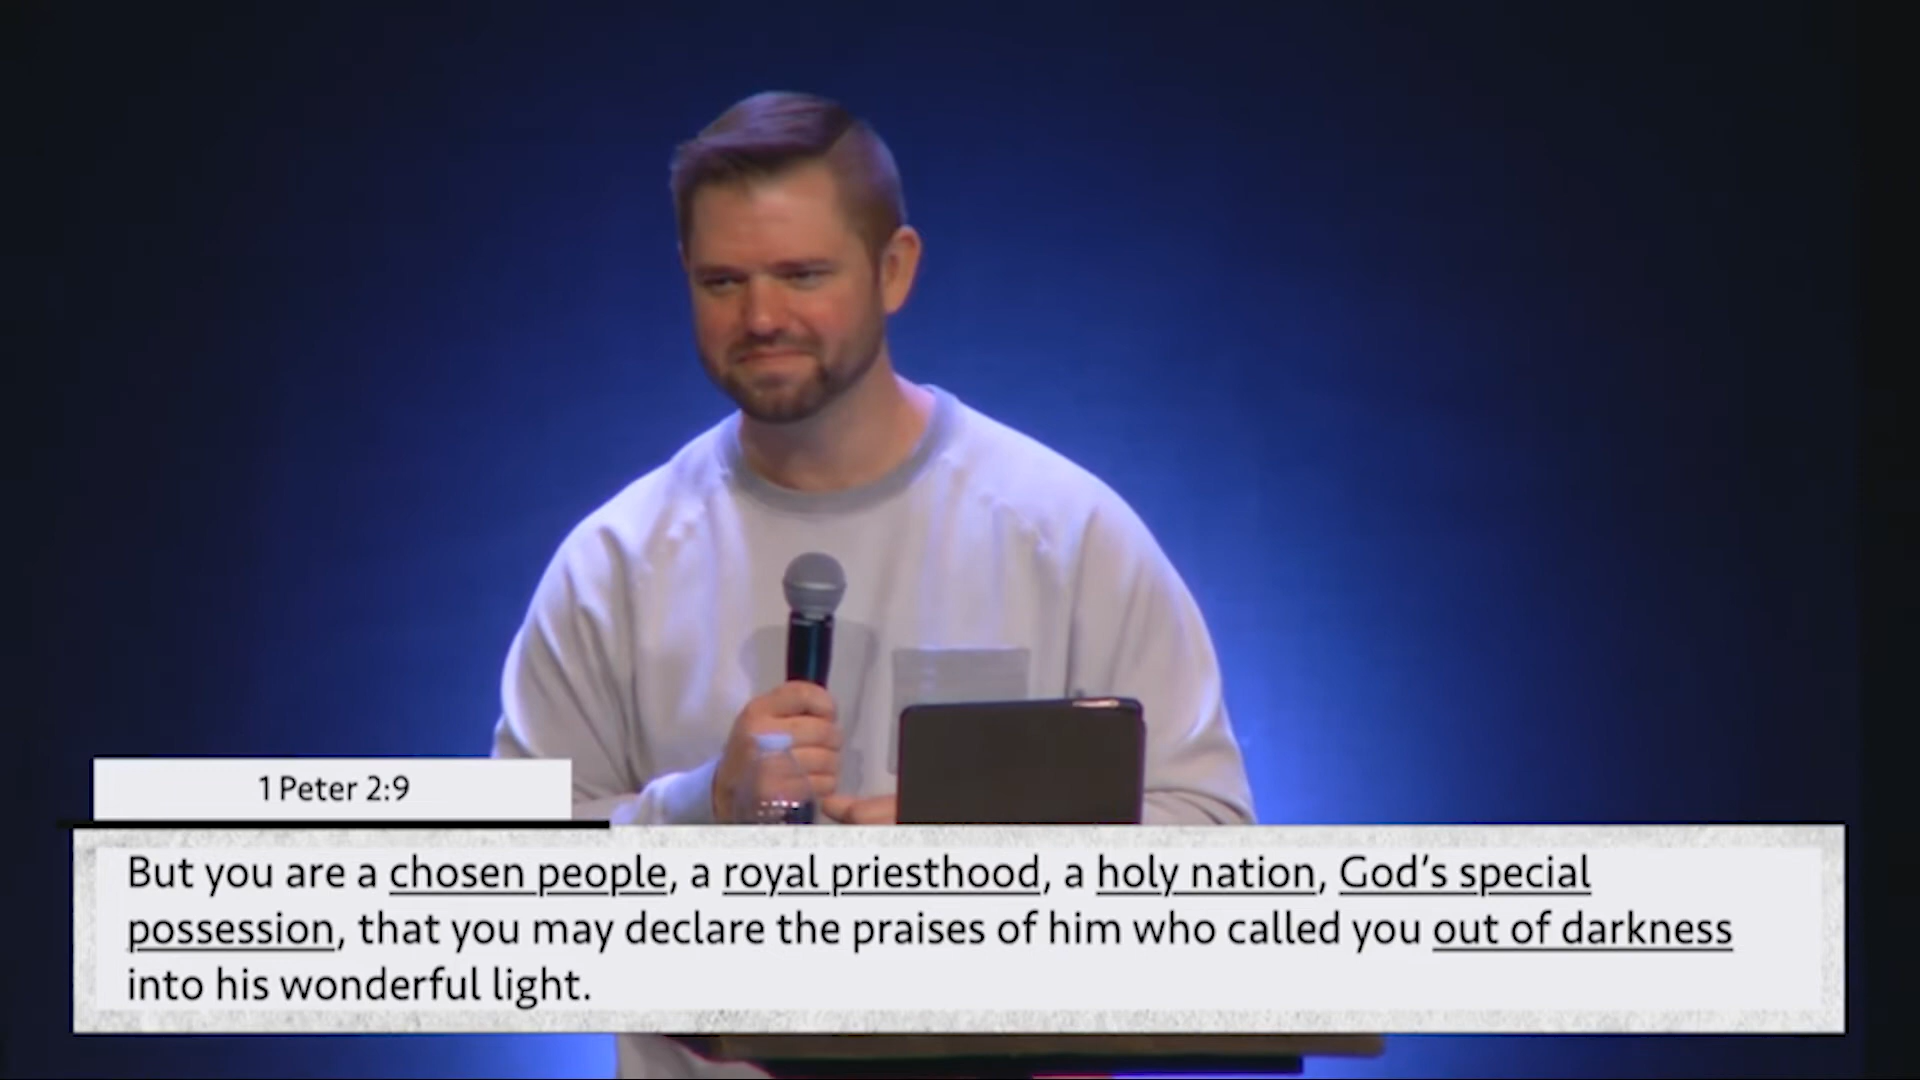 1 Peter 2:9
But you are a chosen people, a royal priesthood, a holy nation, God's special
possession, that you may declare the praises of him who called you out of darkness
into his wonderful light.